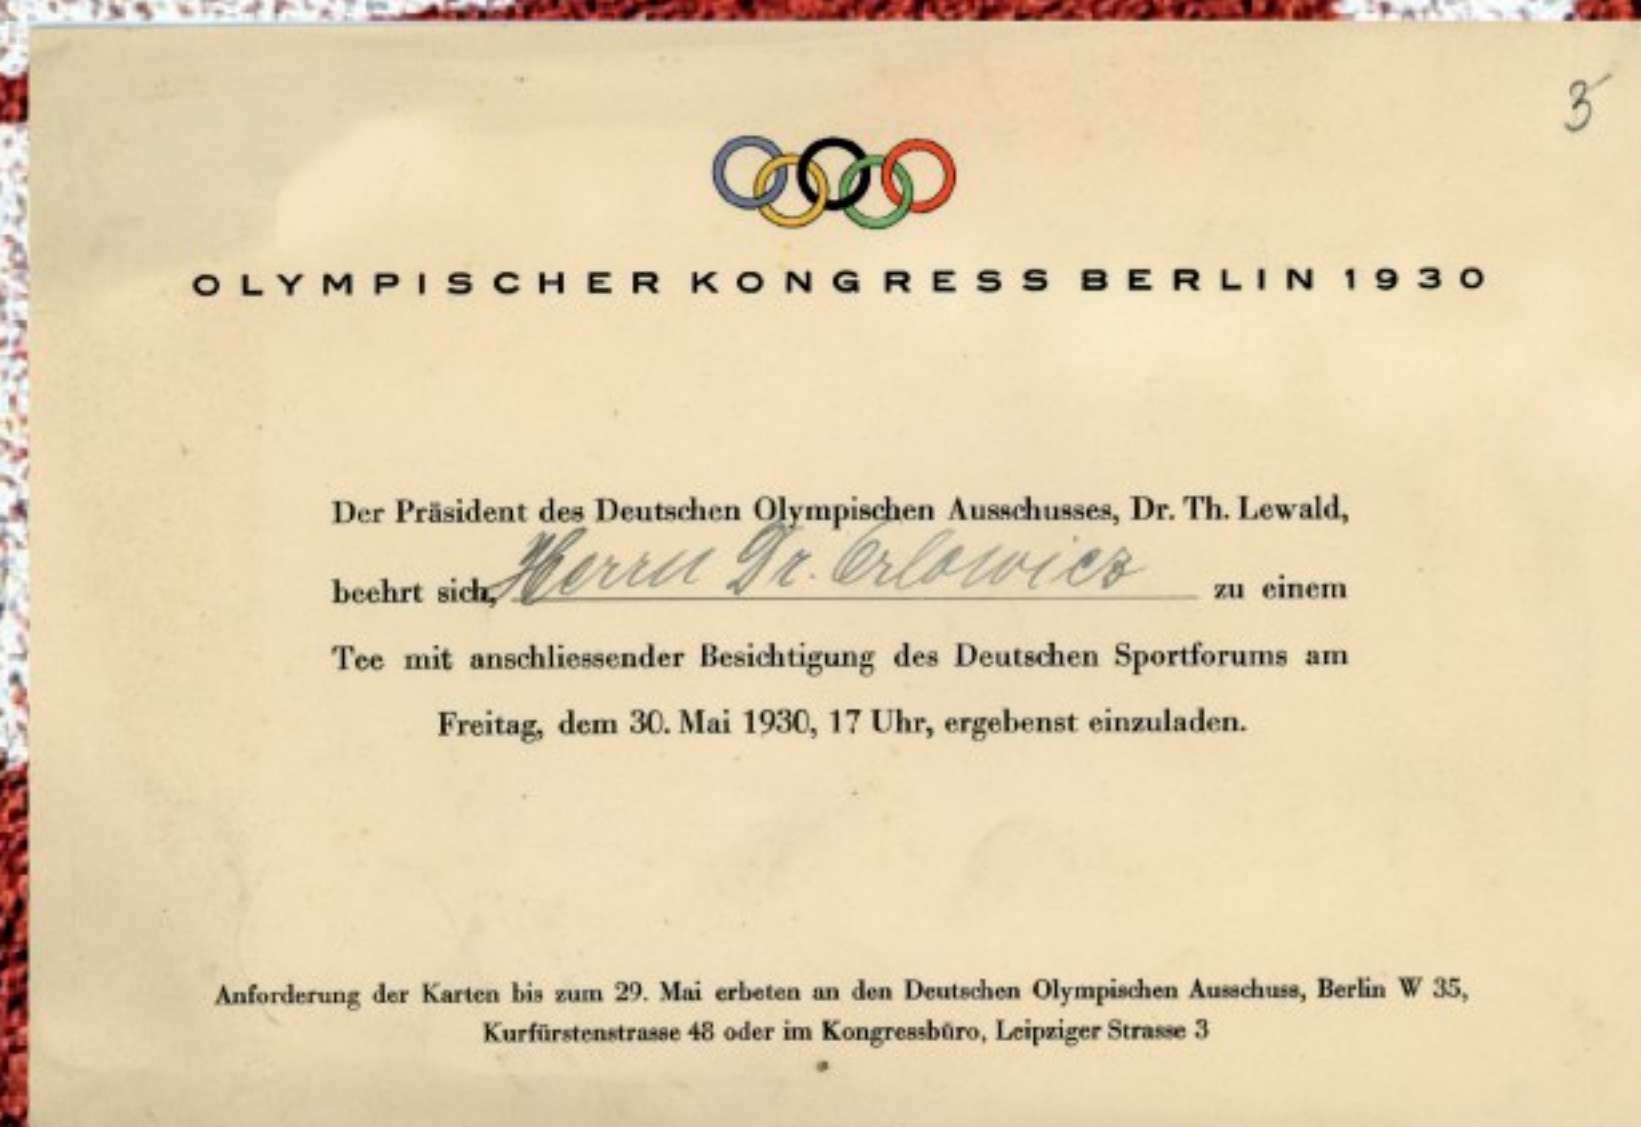 3
OLYMPISCHER KONGRESS BERLIN 1930
Der Präsident des Deutschen Olympischen Ausschusses, Dr. Th. Lewald,
beehrt sich, Herrn Dr. Orlowicz zu einem
Tee mit anschliessender Besichtigung des Deutschen Sportforums am
Freitag, dem 30. Mai 1930, 17 Uhr, ergebenst einzuladen.
Anforderung der Karten bis zum 29. Mai erbeten an den Deutschen Olympischen Ausschuss, Berlin W 35,
Kurfürstenstrasse 48 oder im Kongressbüro, Leipziger Strasse 3